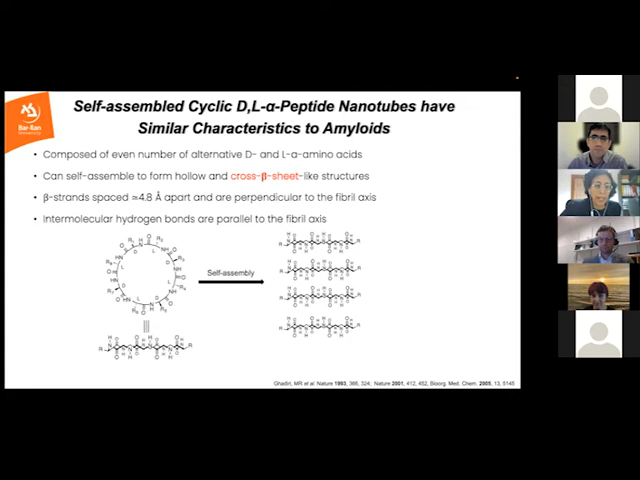 Self-assembled Cyclic D,L-α-Peptide Nanotubes have
Similar Characteristics to Amyloids
Bar-Ilan
University
• Composed of even number of alternative D- and L-α-amino acids
• Can self-assemble to form hollow and cross-β-sheet-like structures
• β-strands spaced ≃4.8 Å apart and are perpendicular to the fibril axis
• Intermolecular hydrogen bonds are parallel to the fibril axis
Self-assembly
Ghadiri, MR et al. Nature 1993, 366, 324; Nature 2001, 412, 452, Bioorg. Med. Chem. 2005, 13, 5145